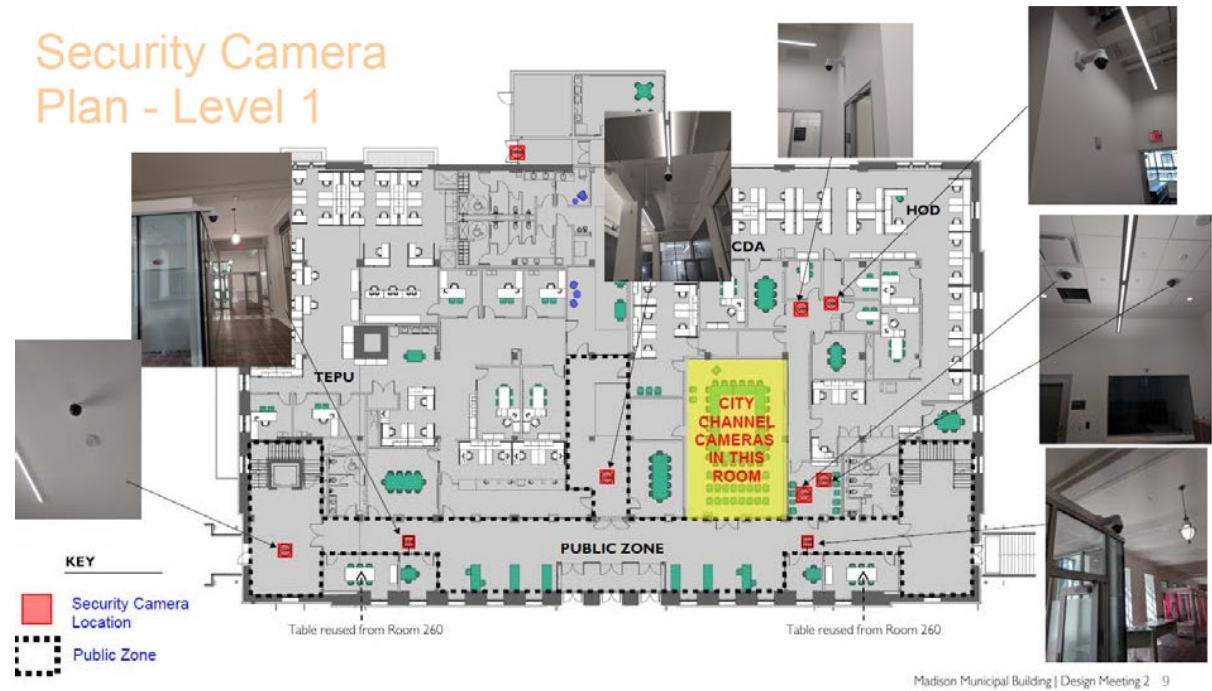 Security Camera
Plan - Level 1
HOD
CDA
TEPU
CITY
CHANNEL
CAMERAS
IN THIS
ROOM
PUBLIC ZONE
KEY
Security Camera
Location
Public Zone
Table reused from Room 260
Table reused from Room 260
Madison Municipal Building | Design Meeting 2 9